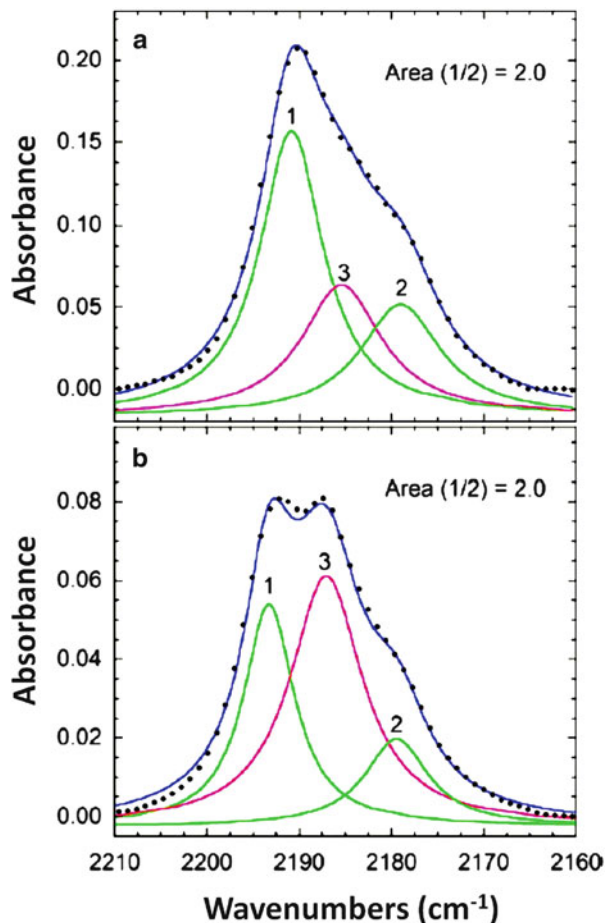 a
Area (1/2) = 2.0
0.20
0.15
0.10
0.05
0.00
1
3
2
Absorbance
b
Area (1/2) = 2.0
0.08
0.06
0.04
0.02
0.00
1
3
2
Absorbance
2210 2200 2190 2180 2170 2160
Wavenumbers (cm-1)